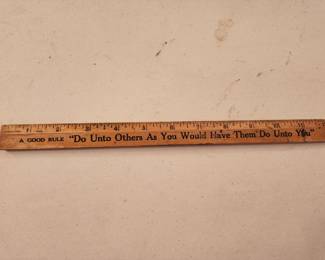 A GOOD RULE "Do Unto Others As You Would Have Them Do Unto You"